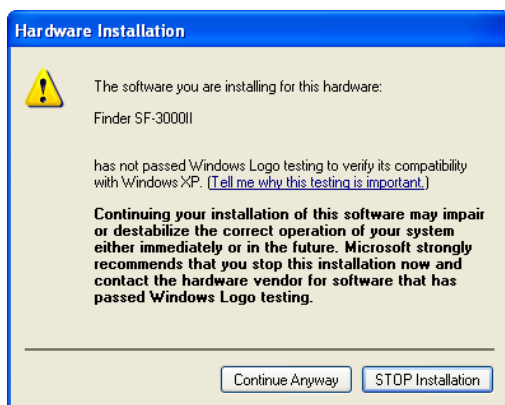 Hardware Installation
The software you are installing for this hardware:
Finder SF-3000II
has not passed Windows Logo testing to verify its compatibility
with Windows XP. (Tell me why this testing is important.)
Continuing your installation of this software may impair
or destabilize the correct operation of your system
either immediately or in the future. Microsoft strongly
recommends that you stop this installation now and
contact the hardware vendor for software that has
passed Windows Logo testing.
Continue Anyway
STOP Installation